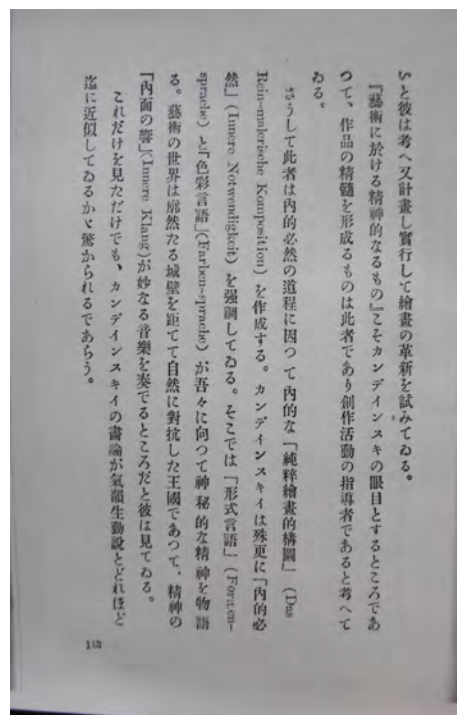 いと彼は考へ又計畫し實行して繪畫の革新を試みてゐる。
『藝術に於ける精神的なるもの』こそカンデインスキの眼目とするところであ
つて、作品の精髓を形成るものは此者であり創作活動の指導者であると考へて
ゐる。
さうして此者は內的必然の道程に因つて內的な「純粹繪畫的構圖」(Das
Rein-malerische Komposition) を作成する。カンデインスキイは殊更に「內的必
然」(Innere Notwendigkeit) を强調してゐる。そこでは「形式言語」(Formen-
sprache) と『色彩言語』(Farben-sprache) が吾々に向つて神秘的な精神を物語
る。藝術の世界は廓然たる城壁を距てて自然に對抗した王國であつて、精神の
『內面の響』(Innere Klang)が妙なる音樂を奏でるところだと彼は見てゐる。
これだけを見ただけでも、カンデインスキイの畫論が氣韻生動說とどれほど
迄に近似してゐるかゞ驚かられるであらう。
113